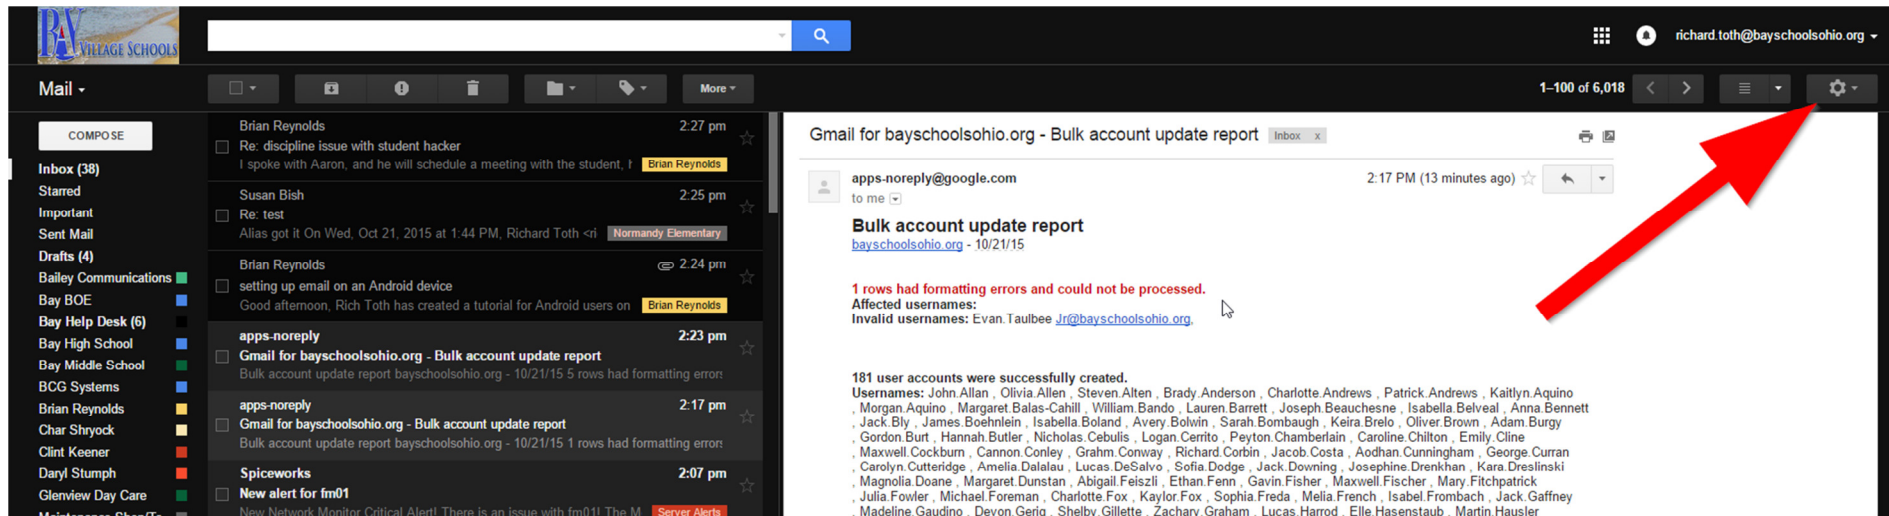 BAY
VILLAGE SCHOOLS
richard.toth@bayschoolsohio.org
Mail
More
1–100 of 6,018
COMPOSE
Inbox (38)
Starred
Important
Sent Mail
Drafts (4)
Bailey Communications
Bay BOE
Bay Help Desk (6)
Bay High School
Bay Middle School
BCG Systems
Brian Reynolds
Char Shryock
Clint Keener
Daryl Stumph
Glenview Day Care
Brian Reynolds 2:27 pm
Re: discipline issue with student hacker
I spoke with Aaron, and he will schedule a meeting with the student, Brian Reynolds
Susan Bish 2:25 pm
Re: test
Alias got it On Wed, Oct 21, 2015 at 1:44 PM, Richard Toth <ri Normandy Elementary
Brian Reynolds 2:24 pm
setting up email on an Android device
Good afternoon, Rich Toth has created a tutorial for Android users on Brian Reynolds
apps-noreply 2:23 pm
Gmail for bayschoolsohio.org - Bulk account update report
Bulk account update report bayschoolsohio.org - 10/21/15 5 rows had formatting errors
apps-noreply 2:17 pm
Gmail for bayschoolsohio.org - Bulk account update report
Bulk account update report bayschoolsohio.org - 10/21/15 1 rows had formatting errors
Spiceworks 2:07 pm
New alert for fm01
New Network Monitor Critical Alert! There is an issue with fm01! The M Server Alerts
Gmail for bayschoolsohio.org - Bulk account update report Inbox x
apps-noreply@google.com 2:17 PM (13 minutes ago)
to me
Bulk account update report
bayschoolsohio.org - 10/21/15
1 rows had formatting errors and could not be processed.
Affected usernames:
Invalid usernames: Evan.Taulbee Jr@bayschoolsohio.org,
181 user accounts were successfully created.
Usernames: John.Allan , Olivia.Allen , Steven.Alten , Brady.Anderson , Charlotte.Andrews , Patrick.Andrews , Kaitlyn.Aquino
, Morgan.Aquino , Margaret.Balas-Cahill , William.Bando , Lauren.Barrett , Joseph.Beauchesne , Isabella.Belveal , Anna.Bennett
, Jack.Bly , James.Boehnlein , Isabella.Boland , Avery.Bolwin , Sarah.Bombaugh , Keira.Brelo , Oliver.Brown , Adam.Burgy
, Gordon.Burt , Hannah.Butler , Nicholas.Cebulis , Logan.Cerrito , Peyton.Chamberlain , Caroline.Chilton , Emily.Cline
, Maxwell.Cockburn , Cannon.Conley , Grahm.Conway , Richard.Corbin , Jacob.Costa , Aodhan.Cunningham , George.Curran
, Carolyn.Cutteridge , Amelia.Dalalau , Lucas.DeSalvo , Sofia.Dodge , Jack.Downing , Josephine.Drenkhan , Kara.Dreslinski
, Magnolia.Doane , Margaret.Dunstan , Abigail.Feiszli , Ethan.Fenn , Gavin.Fisher , Maxwell.Fischer , Mary.Fitchpatrick
, Julia.Fowler , Michael.Foreman , Charlotte.Fox , Kaylor.Fox , Sophia.Freda , Melia.French , Isabel.Frombach , Jack.Gaffney
, Madeline.Gaudino , Devon.Gerig , Shelby.Gillette , Zachary.Graham , Lucas.Harrod , Elle.Hasenstaub , Martin.Hausler